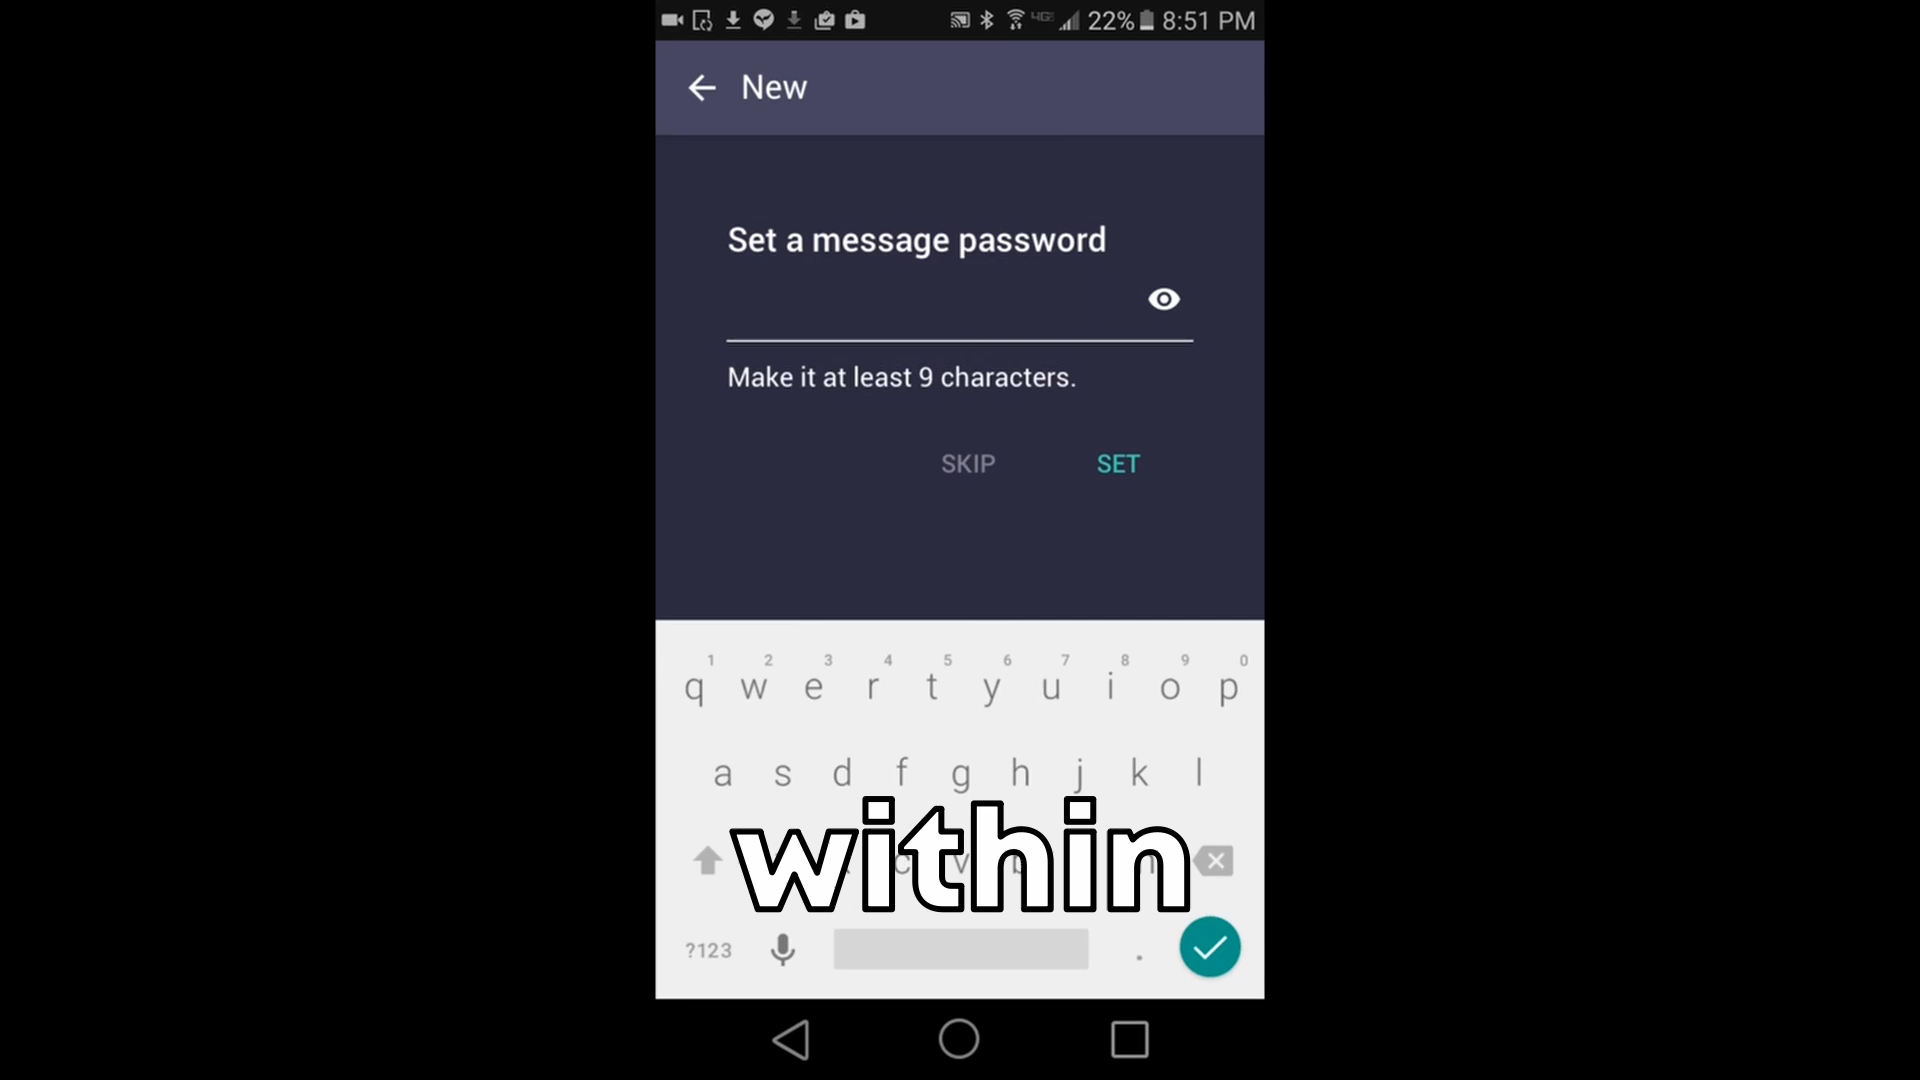 22% 8:51 PM
New
Set a message password
Make it at least 9 characters.
SKIP SET
1 2 3 4 5 6 7 8 9 0
q w e r t y u i o p
a s d f g h j k l
within
?123 .